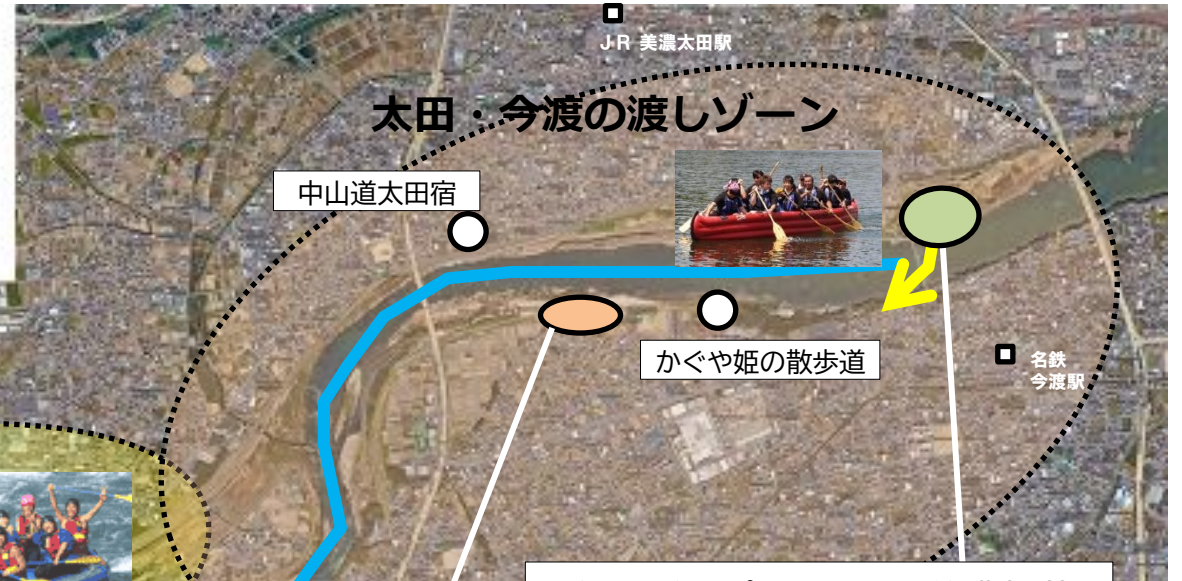 JR 美濃太田駅
太田・今渡の渡しゾーン
中山道太田宿
かぐや姫の散歩道
名鉄
今渡駅